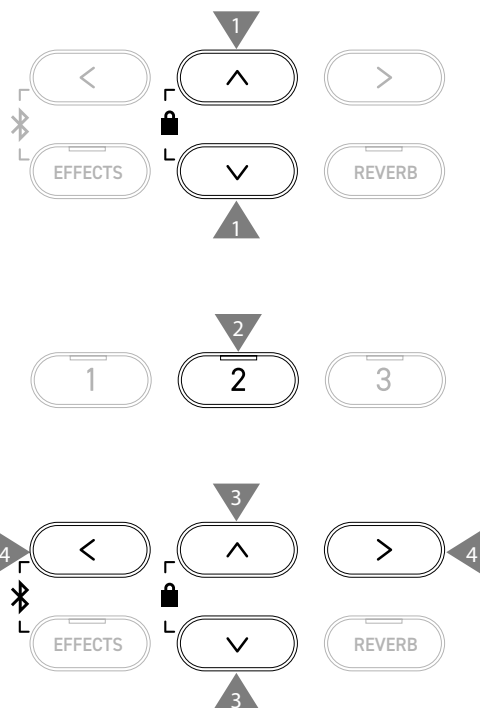 1
< ^ >
EFFECTS ∨ REVERB
1
2
1 2 3
3
4 < ^ > 4
EFFECTS ∨ REVERB
3